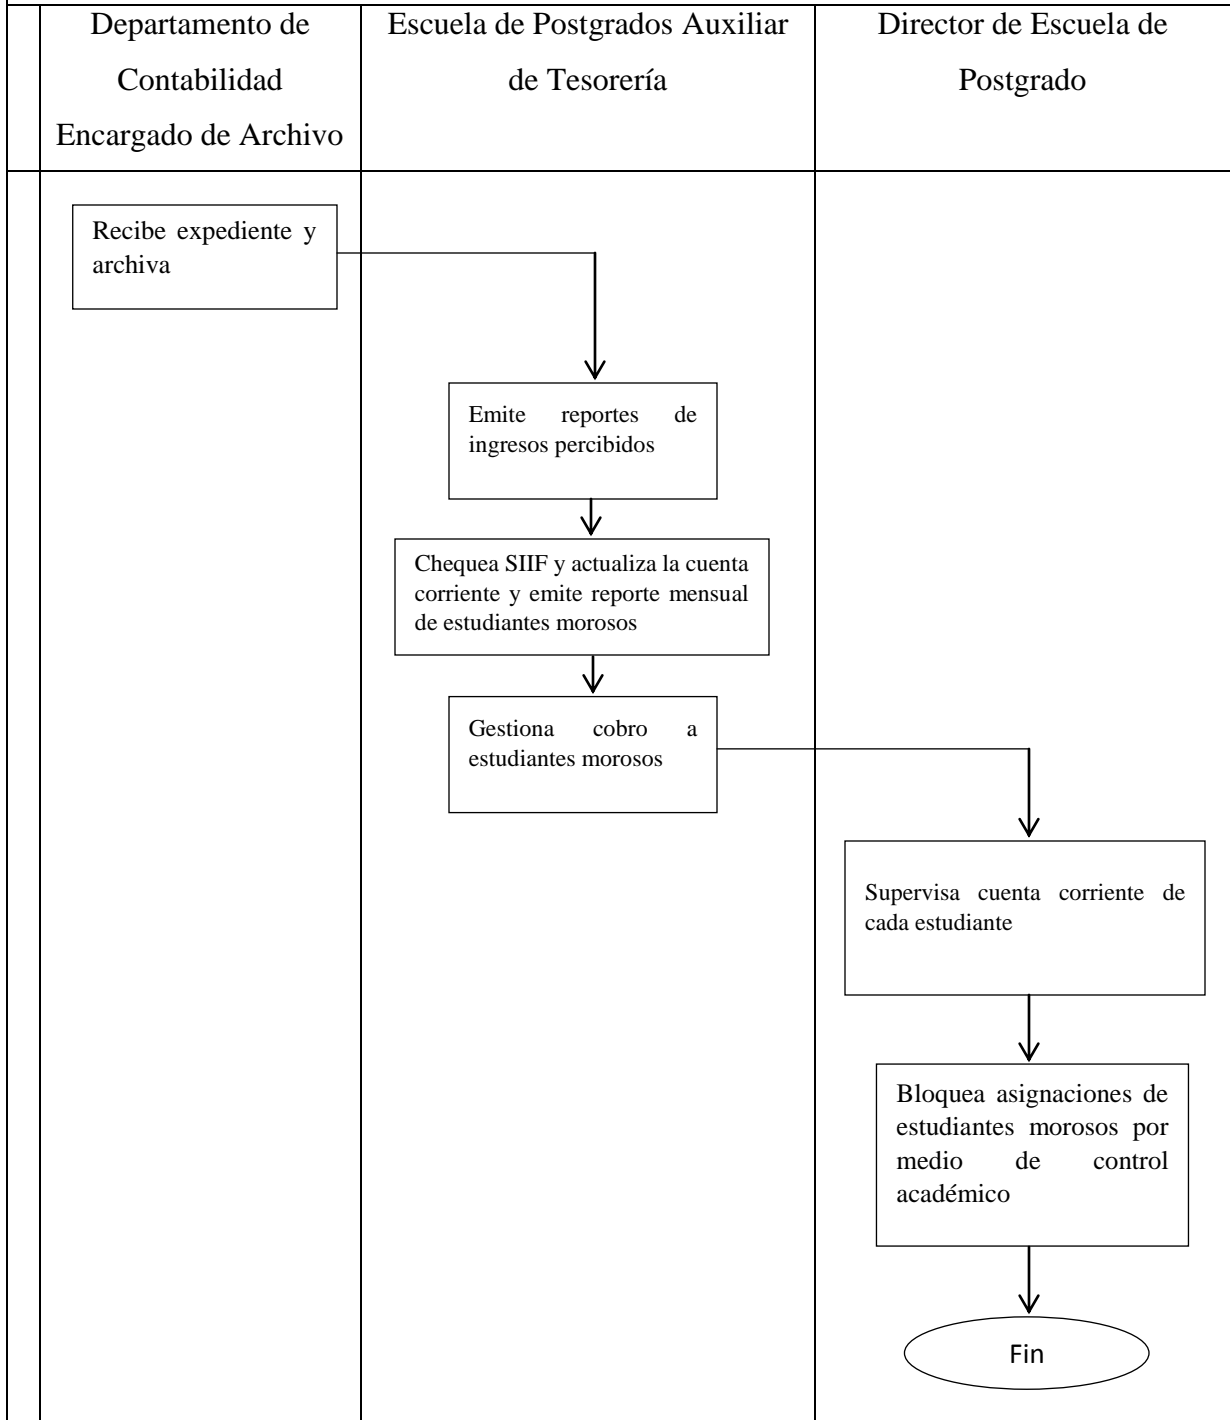 Departamento de
Contabilidad
Encargado de Archivo
Escuela de Postgrados Auxiliar
de Tesorería
Director de Escuela de
Postgrado
Recibe expediente y
archiva
Emite reportes de
ingresos percibidos
Chequea SIIF y actualiza la cuenta
corriente y emite reporte mensual
de estudiantes morosos
Gestiona cobro a
estudiantes morosos
Supervisa cuenta corriente de
cada estudiante
Bloquea asignaciones de
estudiantes morosos por
medio de control
académico
Fin